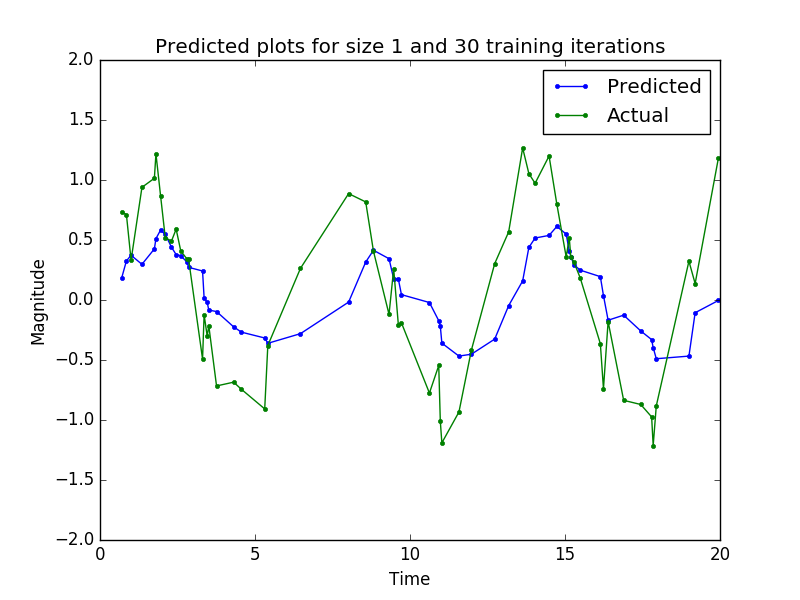 Predicted plots for size 1 and 30 training iterations
Predicted
Actual
2.0
1.5
1.0
0.5
0.0
−0.5
−1.0
−1.5
−2.0
Magnitude
0 5 10 15 20
Time